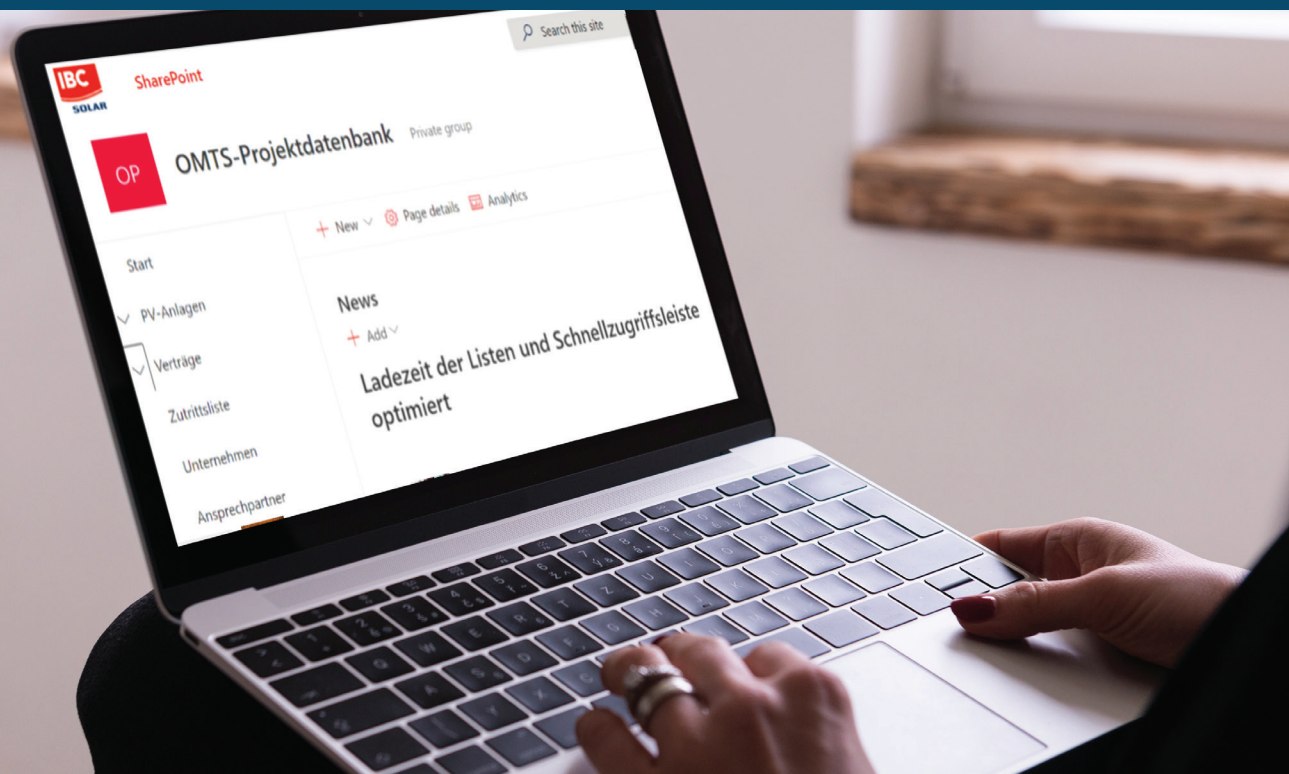 Search this site
IBC
SOLAR
SharePoint
OP
OMTS-Projektdatenbank Private group
New
Page details
Analytics
Start
PV-Anlagen
Verträge
Zutrittsliste
Unternehmen
Ansprechpartner
News
Add
Ladezeit der Listen und Schnellzugriffsleiste
optimiert